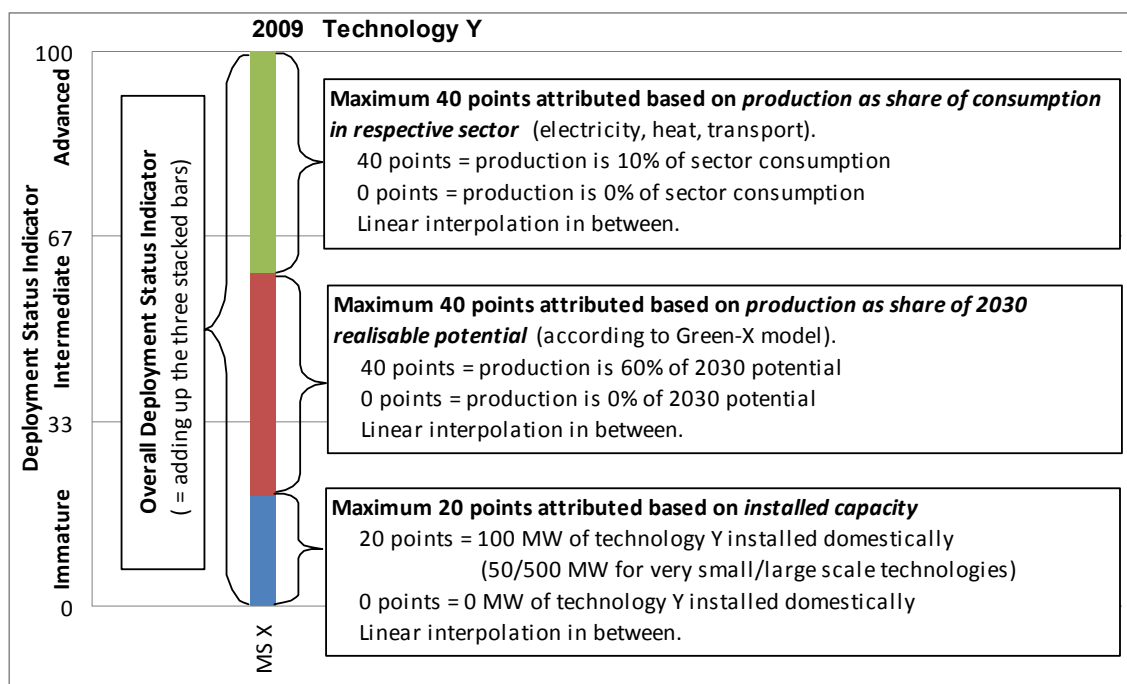 2009 Technology Y
100
67
33
0
Deployment Status Indicator
Immature Intermediate Advanced
Overall Deployment Status Indicator
(= adding up the three stacked bars)
Maximum 40 points attributed based on production as share of consumption
in respective sector (electricity, heat, transport).
40 points = production is 10% of sector consumption
0 points = production is 0% of sector consumption
Linear interpolation in between.
Maximum 40 points attributed based on production as share of 2030
realisable potential (according to Green-X model).
40 points = production is 60% of 2030 potential
0 points = production is 0% of 2030 potential
Linear interpolation in between.
Maximum 20 points attributed based on installed capacity
20 points = 100 MW of technology Y installed domestically
(50/500 MW for very small/large scale technologies)
0 points = 0 MW of technology Y installed domestically
Linear interpolation in between.
MS X